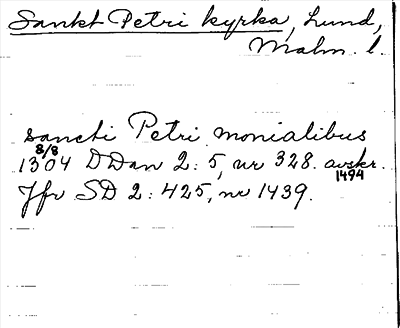 Sankt Petri kyrka, Lund,
Malm. l.
sancti Petri monialibus
8/8
1304 DDan 2:5, nr 328. avskr.
1494
Jfr SD 2:425, nr 1439.